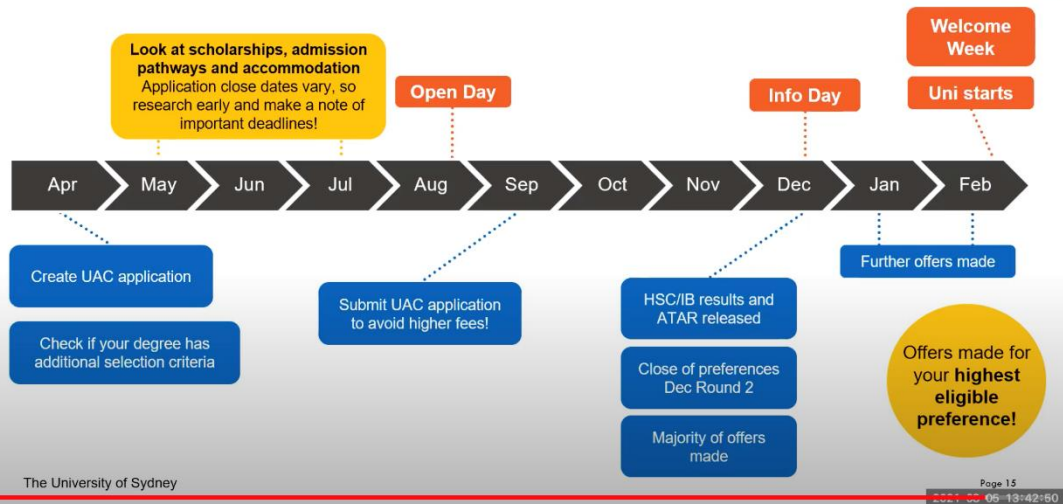 Look at scholarships, admission
pathways and accommodation
Application close dates vary, so
research early and make a note of
important deadlines!
Open Day
Info Day
Welcome
Week
Uni starts
Apr
May
Jun
Jul
Aug
Sep
Oct
Nov
Dec
Jan
Feb
Create UAC application
Check if your degree has
additional selection criteria
Submit UAC application
to avoid higher fees!
HSC/IB results and
ATAR released
Close of preferences
Dec Round 2
Majority of offers
made
Further offers made
Offers made for
your highest
eligible
preference!
The University of Sydney
Page 15
13:42:50